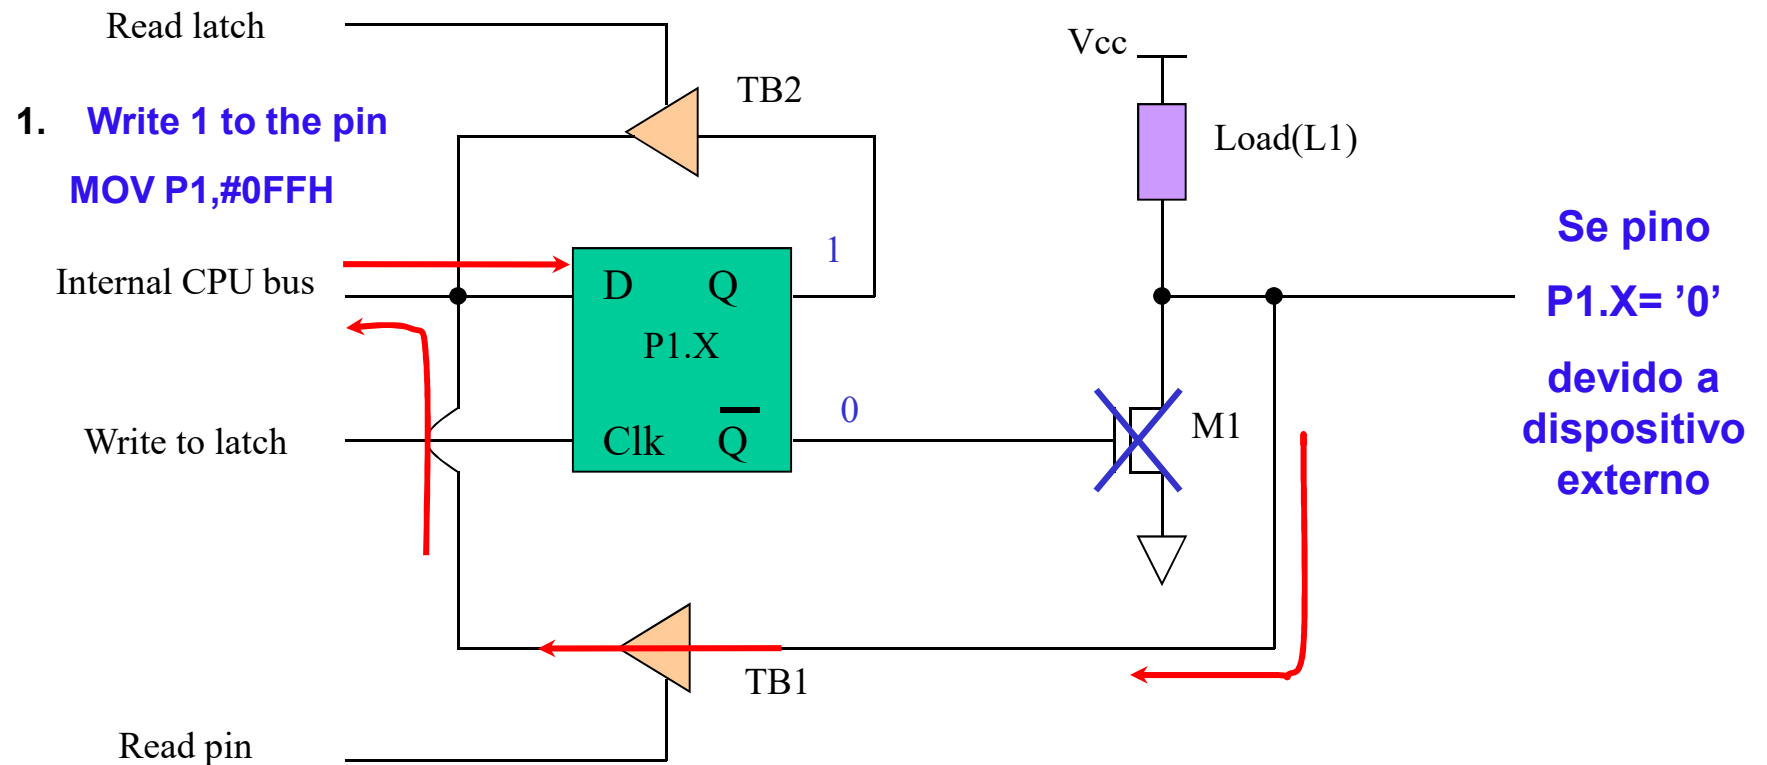 Read latch
Vcc
TB2
1. Write 1 to the pin
MOV P1,#0FFH
Load(L1)
Se pino
P1.X= ’0’
devido a
dispositivo
externo
Internal CPU bus
D Q
1
P1.X
0
Write to latch
Clk Q̅
M1
TB1
Read pin